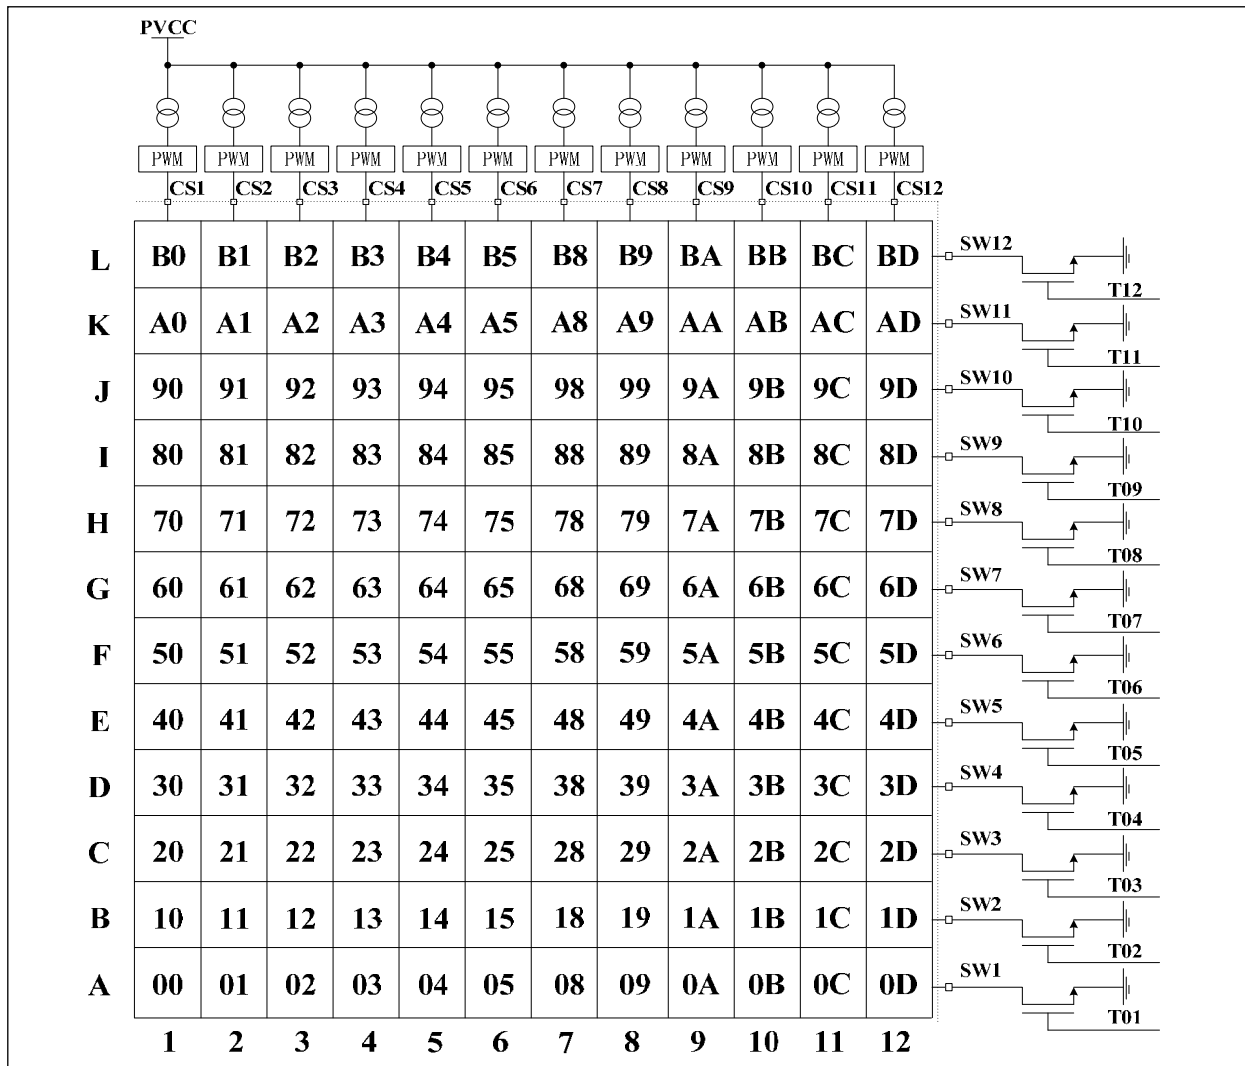 PVCC
PWM PWM PWM PWM PWM PWM PWM PWM PWM PWM PWM PWM
CS1 CS2 CS3 CS4 CS5 CS6 CS7 CS8 CS9 CS10 CS11 CS12
L B0 B1 B2 B3 B4 B5 B8 B9 BA BB BC BD SW12
T12
K A0 A1 A2 A3 A4 A5 A8 A9 AA AB AC AD SW11
T11
J 90 91 92 93 94 95 98 99 9A 9B 9C 9D SW10
T10
I 80 81 82 83 84 85 88 89 8A 8B 8C 8D SW9
T09
H 70 71 72 73 74 75 78 79 7A 7B 7C 7D SW8
T08
G 60 61 62 63 64 65 68 69 6A 6B 6C 6D SW7
T07
F 50 51 52 53 54 55 58 59 5A 5B 5C 5D SW6
T06
E 40 41 42 43 44 45 48 49 4A 4B 4C 4D SW5
T05
D 30 31 32 33 34 35 38 39 3A 3B 3C 3D SW4
T04
C 20 21 22 23 24 25 28 29 2A 2B 2C 2D SW3
T03
B 10 11 12 13 14 15 18 19 1A 1B 1C 1D SW2
T02
A 00 01 02 03 04 05 08 09 0A 0B 0C 0D SW1
T01
1 2 3 4 5 6 7 8 9 10 11 12